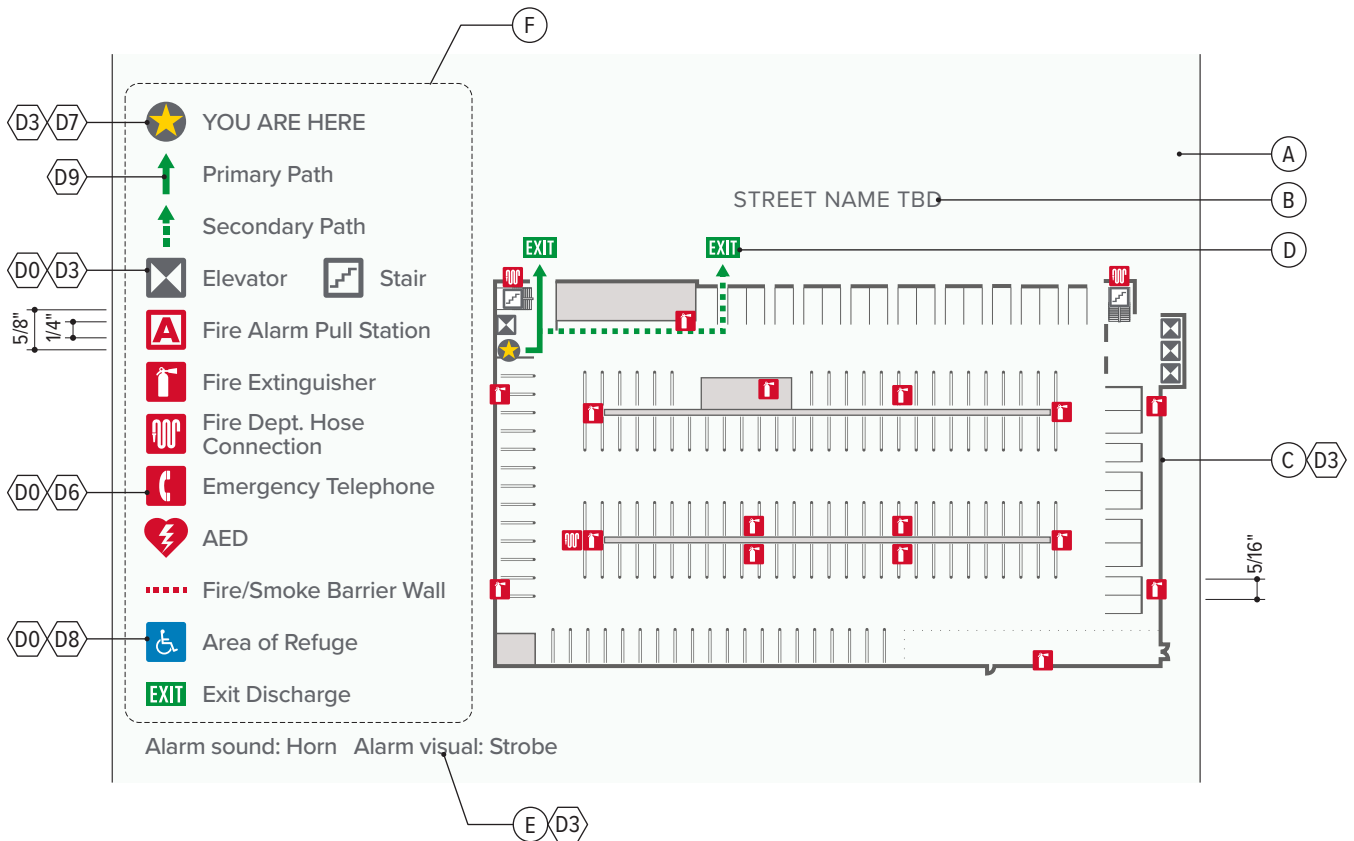 F
D3 D7
YOU ARE HERE
A
D9
Primary Path
STREET NAME TBD
B
Secondary Path
EXIT
EXIT
D
D0 D3
Elevator
Stair
5/8"
1/4"
A
Fire Alarm Pull Station
Fire Extinguisher
Fire Dept. Hose
Connection
C D3
D0 D6
Emergency Telephone
AED
5/16"
Fire/Smoke Barrier Wall
D0 D8
Area of Refuge
EXIT
Exit Discharge
Alarm sound: Horn Alarm visual: Strobe
E D3